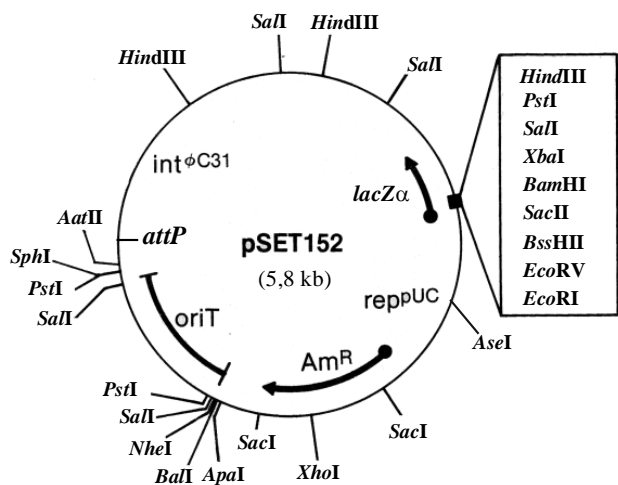 SalI
HindIII
HindIII
SalI
HindIII
PstI
SalI
XbaI
BamHI
SacII
BssHII
EcoRV
EcoRI
intϕC31
lacZα
AatII
attP
pSET152
(5,8 kb)
SphI
PstI
SalI
oriT
reppUC
AseI
AmR
PstI
SalI
NheI
BalI
ApaI
SacI
XhoI
SacI